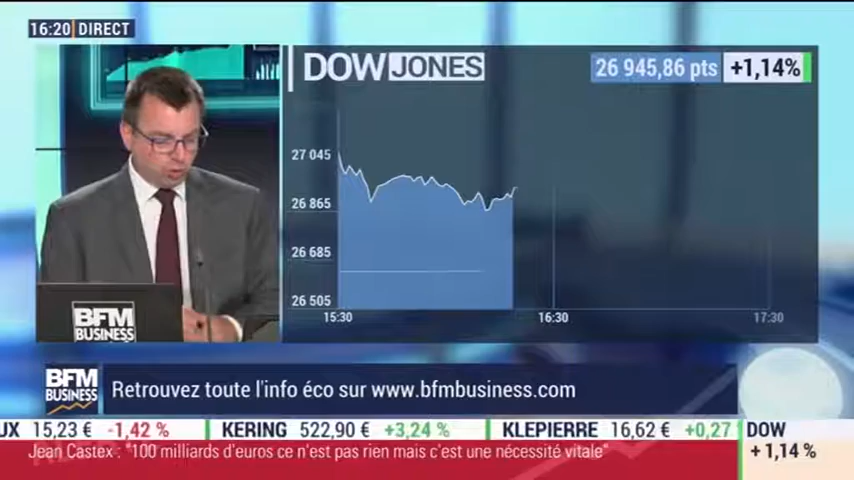 16:20 DIRECT
DOW JONES
26 945,86 pts +1,14%
27 045
26 865
26 685
26 505
15:30 16:30 17:30
BFM
BUSINESS
BFM
BUSINESS
Retrouvez toute l'info éco sur www.bfmbusiness.com
UX 15,23 € -1,42 % KERING 522,90 € +3,24 % KLEPIERRE 16,62 € +0,27
DOW
+1,14 %
Jean Castex : "100 milliards d'euros ce n'est pas rien mais c'est une nécessité vitale"